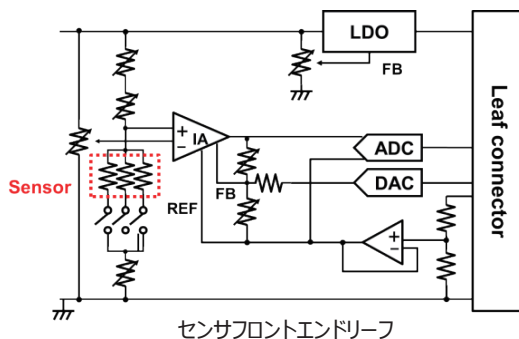 LDO
FB
Leaf connector
+
−
IA
ADC
Sensor
FB
DAC
REF
+
−
センサフロントエンドリーフ